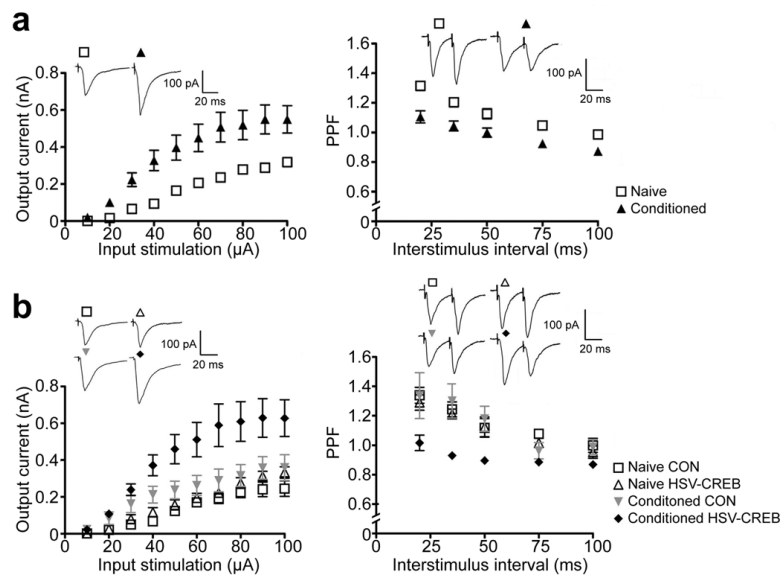 a
Output current (nA)
0.8
0.6
0.4
0.2
0
0 20 40 60 80 100
Input stimulation (μA)
100 pA
20 ms
PPF
1.6
1.4
1.2
1.0
0.8
0.6
0 25 50 75 100
Interstimulus interval (ms)
100 pA
20 ms
Naive
Conditioned
b
Output current (nA)
0.8
0.6
0.4
0.2
0
0 20 40 60 80 100
Input stimulation (μA)
100 pA
20 ms
PPF
1.6
1.4
1.2
1.0
0.8
0.6
0 25 50 75 100
Interstimulus interval (ms)
100 pA
20 ms
Naive CON
Naive HSV-CREB
Conditoned CON
Conditioned HSV-CREB